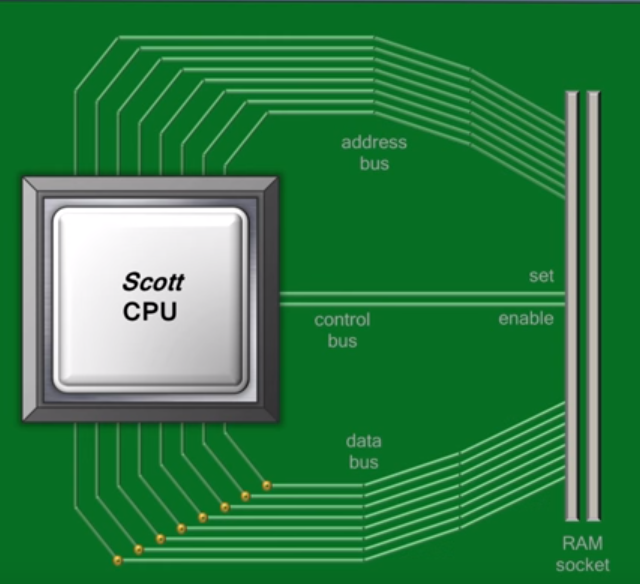 address
bus
Scott
CPU
set
control
bus
enable
data
bus
RAM
socket